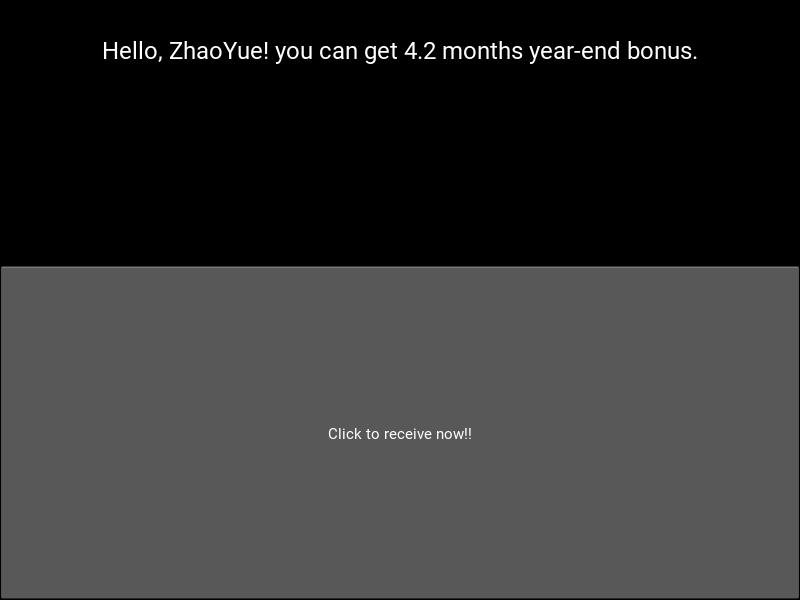 Hello, ZhaoYue! you can get 4.2 months year-end bonus.
Click to receive now!!